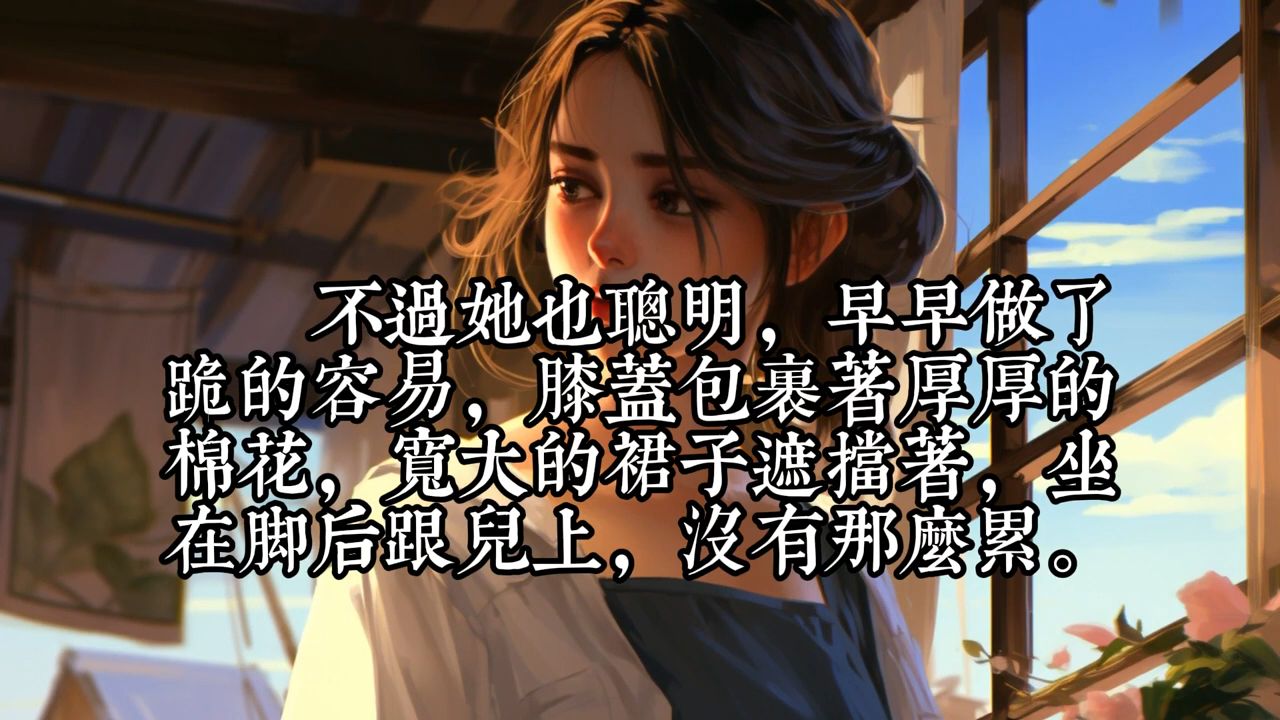 不過她也聰明，早早做了
跪的容易，膝蓋包裹著厚厚的
棉花，寬大的裙子遮擋著，坐
在脚后跟兒上，沒有那麼累。